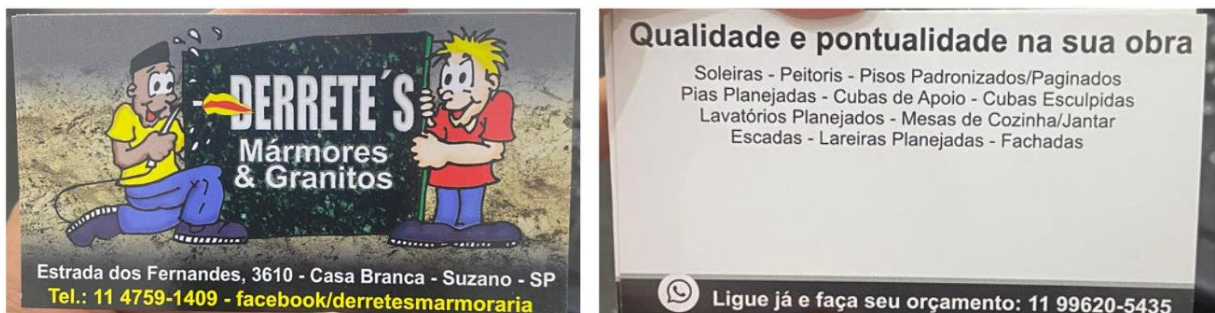 DERRETE´S
Mármores
& Granitos
Estrada dos Fernandes, 3610 - Casa Branca - Suzano - SP
Tel.: 11 4759-1409 - facebook/derretesmarmoraria
Qualidade e pontualidade na sua obra
Soleiras - Peitoris - Pisos Padronizados/Paginados
Pias Planejadas - Cubas de Apoio - Cubas Esculpidas
Lavatórios Planejados - Mesas de Cozinha/Jantar
Escadas - Lareiras Planejadas - Fachadas
Ligue já e faça seu orçamento: 11 99620-5435